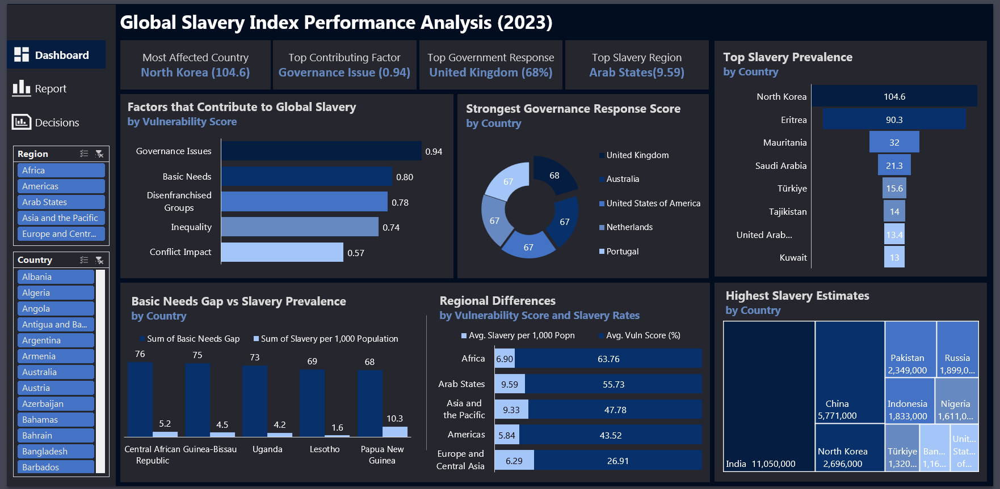 Global Slavery Index Performance Analysis (2023)
Dashboard
Report
Decisions
Region
Africa
Americas
Arab States
Asia and the Pacific
Europe and Centr...
Country
Albania
Algeria
Angola
Antigua and Ba...
Argentina
Armenia
Australia
Austria
Azerbaijan
Bahamas
Bahrain
Bangladesh
Barbados
Most Affected Country
North Korea (104.6)
Top Contributing Factor
Governance Issue (0.94)
Top Government Response
United Kingdom (68%)
Top Slavery Region
Arab States(9.59)
Factors that Contribute to Global Slavery
by Vulnerability Score
Governance Issues 0.94
Basic Needs 0.80
Disenfranchised
Groups 0.78
Inequality 0.74
Conflict Impact 0.57
Strongest Governance Response Score
by Country
68
67
67
67
67
United Kingdom
Australia
United States of America
Netherlands
Portugal
Top Slavery Prevalence
by Country
North Korea 104.6
Eritrea 90.3
Mauritania 32
Saudi Arabia 21.3
Türkiye 15.6
Tajikistan 14
United Arab... 13.4
Kuwait 13
Basic Needs Gap vs Slavery Prevalence
by Country
Sum of Basic Needs Gap Sum of Slavery per 1,000 Population
76 75 73 69 68
5.2 4.5 4.2 1.6 10.3
Central African Guinea-Bissau Uganda Lesotho Papua New
Republic Guinea
Regional Differences
by Vulnerability Score and Slavery Rates
Avg. Slavery per 1,000 Popn Avg. Vuln Score (%)
Africa 6.90 63.76
Arab States 9.59 55.73
Asia and
the Pacific 9.33 47.78
Americas 5.84 43.52
Europe and
Central Asia 6.29 26.91
Highest Slavery Estimates
by Country
India 11,050,000
China
5,771,000
North Korea
2,696,000
Pakistan
2,349,000
Russia
1,899,0...
Indonesia
1,833,000
Nigeria
1,611,0...
Türkiye
1,320...
Ban...
1,16...
Unit...
Stat...
of...